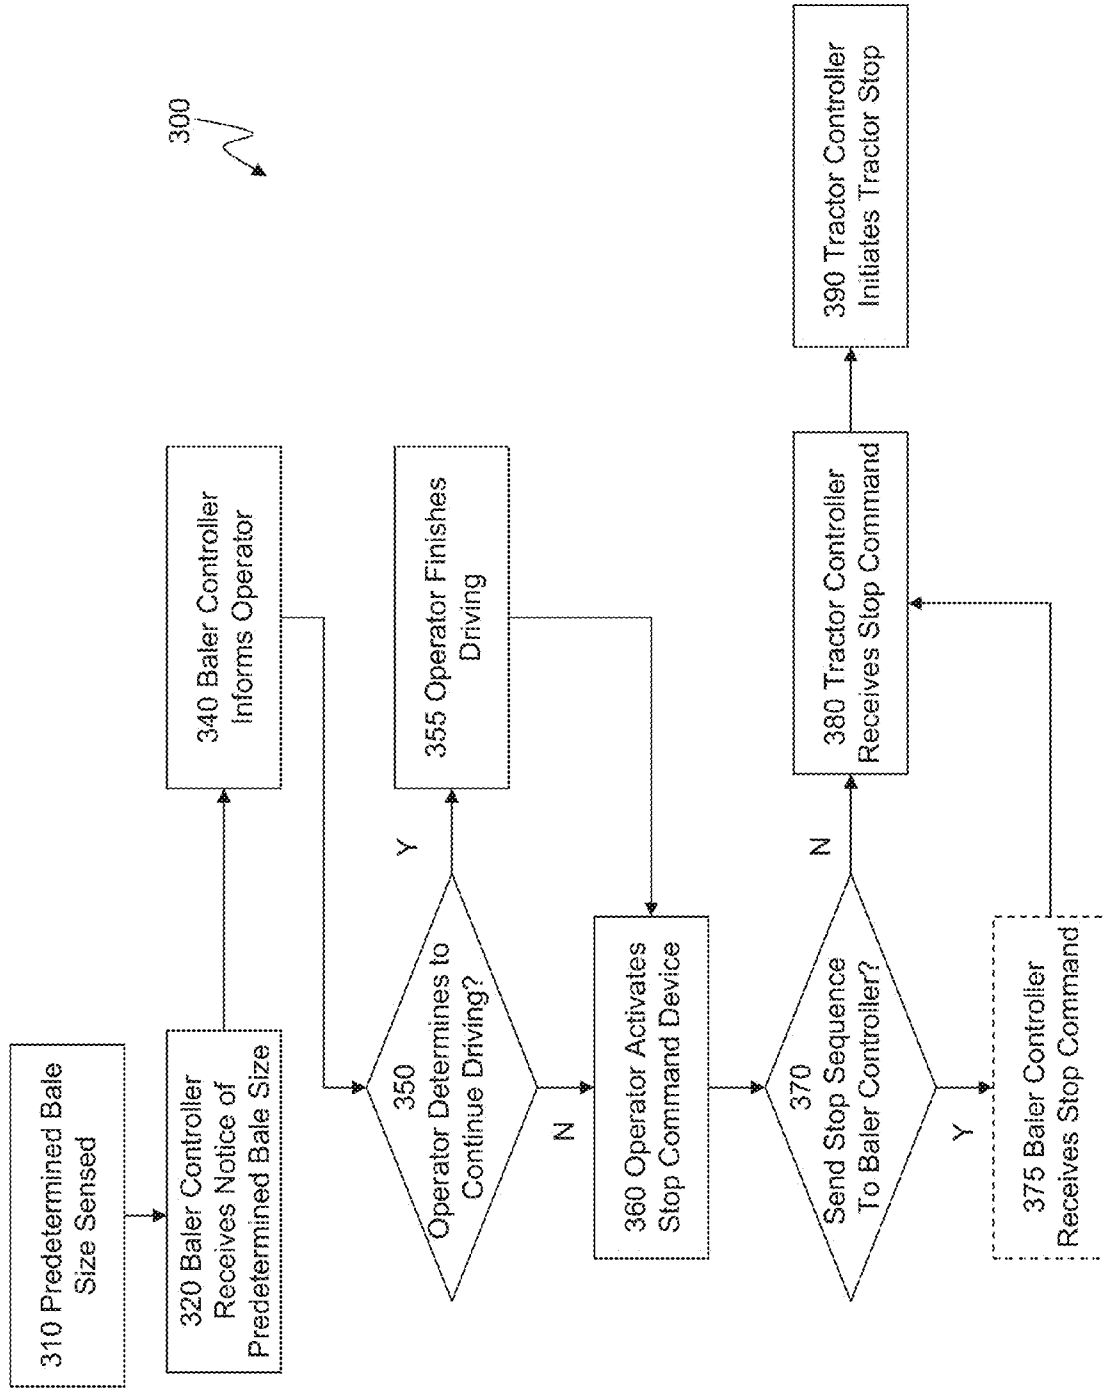 300
310 Predetermined Bale
Size Sensed
320 Baler Controller
Receives Notice of
Predetermined Bale Size
340 Baler Controller
Informs Operator
350
Operator Determines to
Continue Driving?
Y
355 Operator Finishes
Driving
N
360 Operator Activates
Stop Command Device
370
Send Stop Sequence
To Baler Controller?
N
380 Tractor Controller
Receives Stop Command
390 Tractor Controller
Initiates Tractor Stop
Y
375 Baler Controller
Receives Stop Command